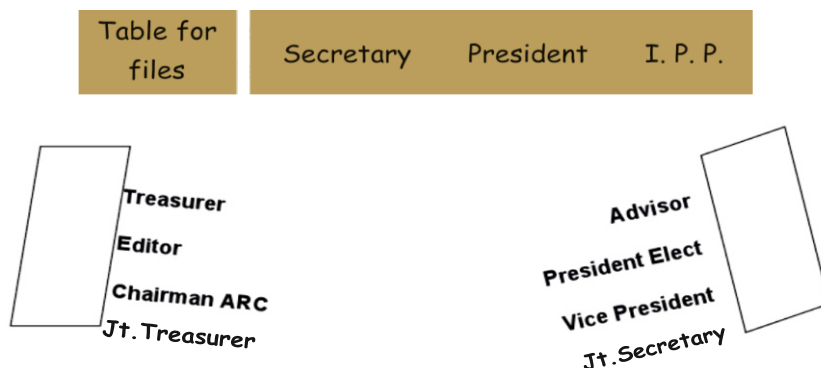 Table for
files
Secretary President I. P. P.
Treasurer
Editor
Chairman ARC
Jt.Treasurer
Advisor
President Elect
Vice President
Jt.Secretary